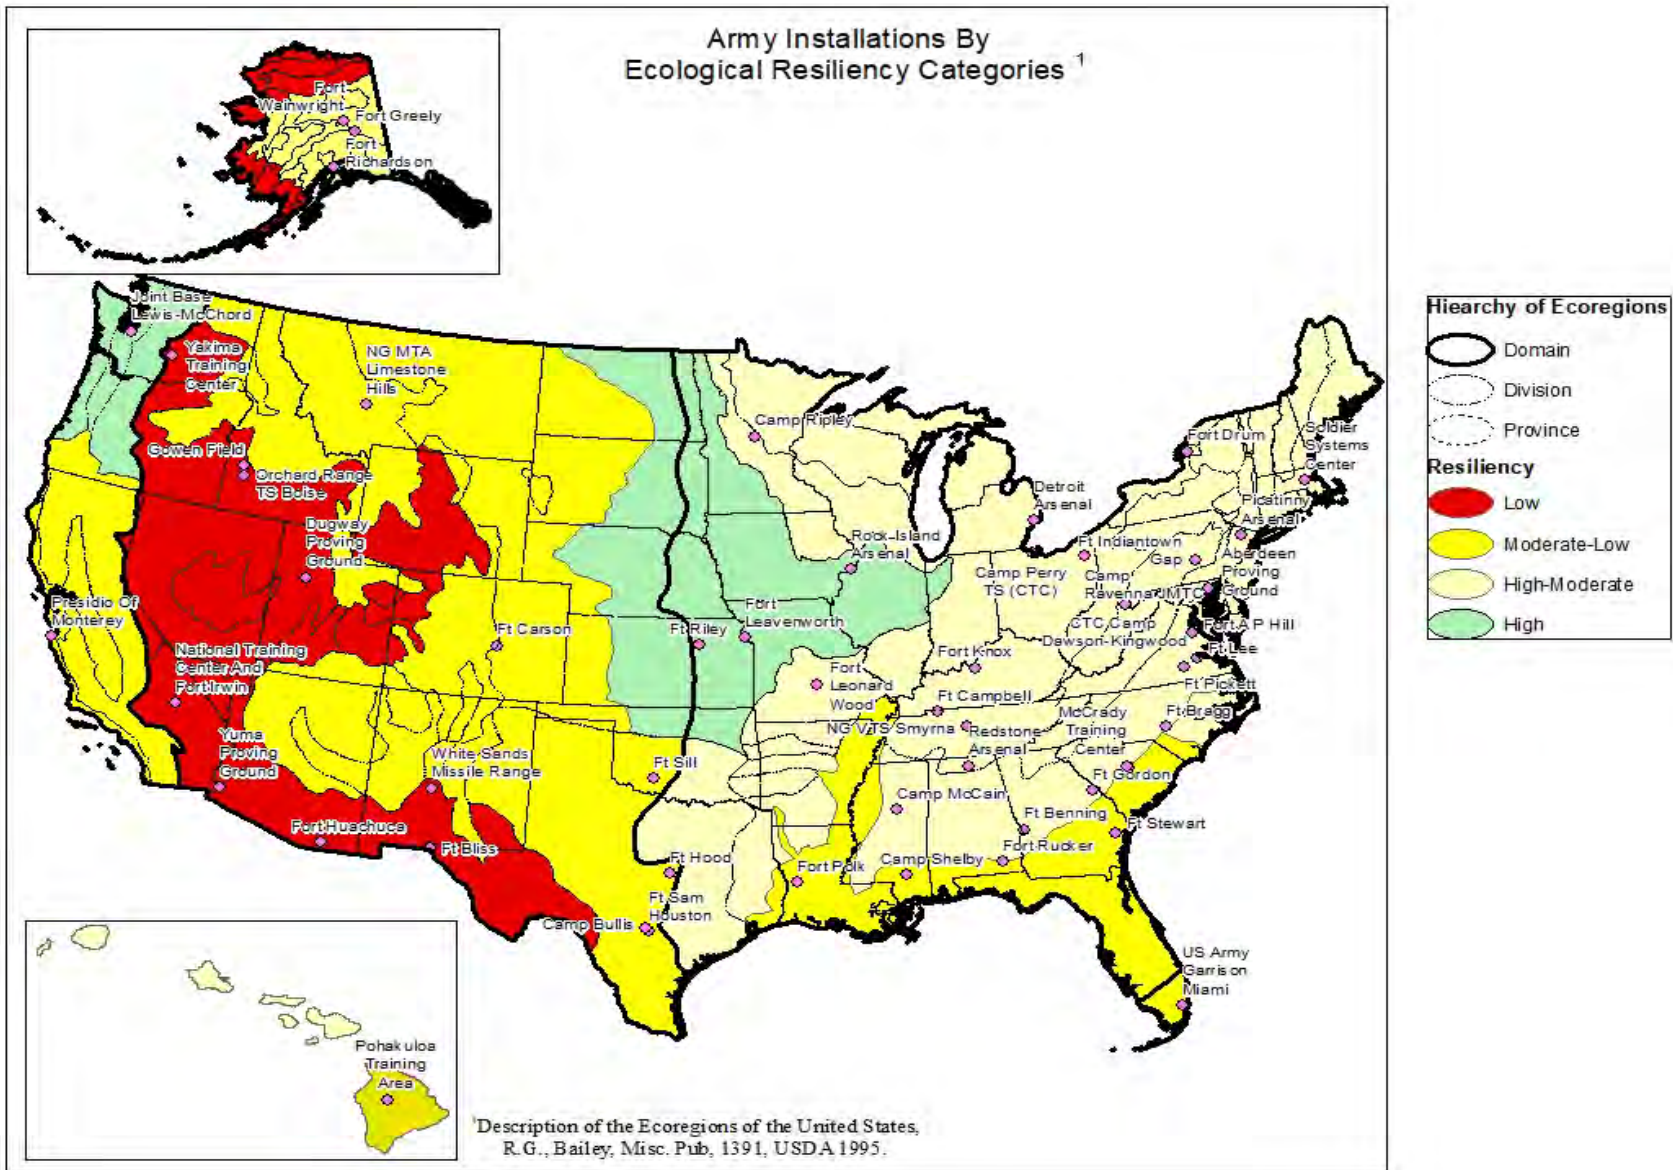 Army Installations By
Ecological Resiliency Categories 1
Fort
Wainwright
Fort Greely
Fort
Richardson
Joint Base
Lewis-McChord
Yakima
Training
Center
NG MTA
Limestone
Hills
Gowen Field
Orchard Range
TS Boise
Dugway
Proving
Ground
Presidio Of
Monterey
National Training
Center And
Fort Irwin
Yuma
Proving
Ground
Ft Carson
White Sands
Missile Range
Fort Huachuca
Ft Bliss
Camp Ripley
Rock Island
Arsenal
Fort
Leavenworth
Ft Riley
Fort
Leonard
Wood
Ft Sill
Ft Hood
Ft Sam
Houston
Camp Bullis
Fort Polk
Camp Shelby
Camp McCain
NG VTS Smyrna
Redstone
Arsenal
Ft Campbell
Fort Knox
Camp Perry
TS (CTC)
Detroit
Arsenal
Fort Drum
Soldier
Systems
Center
Picatinny
Arsenal
Ft Indiantown
Gap
Aberdeen
Proving
Ground
Camp
Ravenna JMTC
CTC Camp
Dawson-Kingwood
Fort A P Hill
Ft Lee
Ft Pickett
Ft Bragg
McCrady
Training
Center
Ft Gordon
Ft Benning
Ft Stewart
Fort Rucker
US Army
Garrison
Miami
Pohakuloa
Training
Area
1Description of the Ecoregions of the United States,
R.G., Bailey, Misc. Pub, 1391, USDA 1995.
Hiearchy of Ecoregions
Domain
Division
Province
Resiliency
Low
Moderate-Low
High-Moderate
High